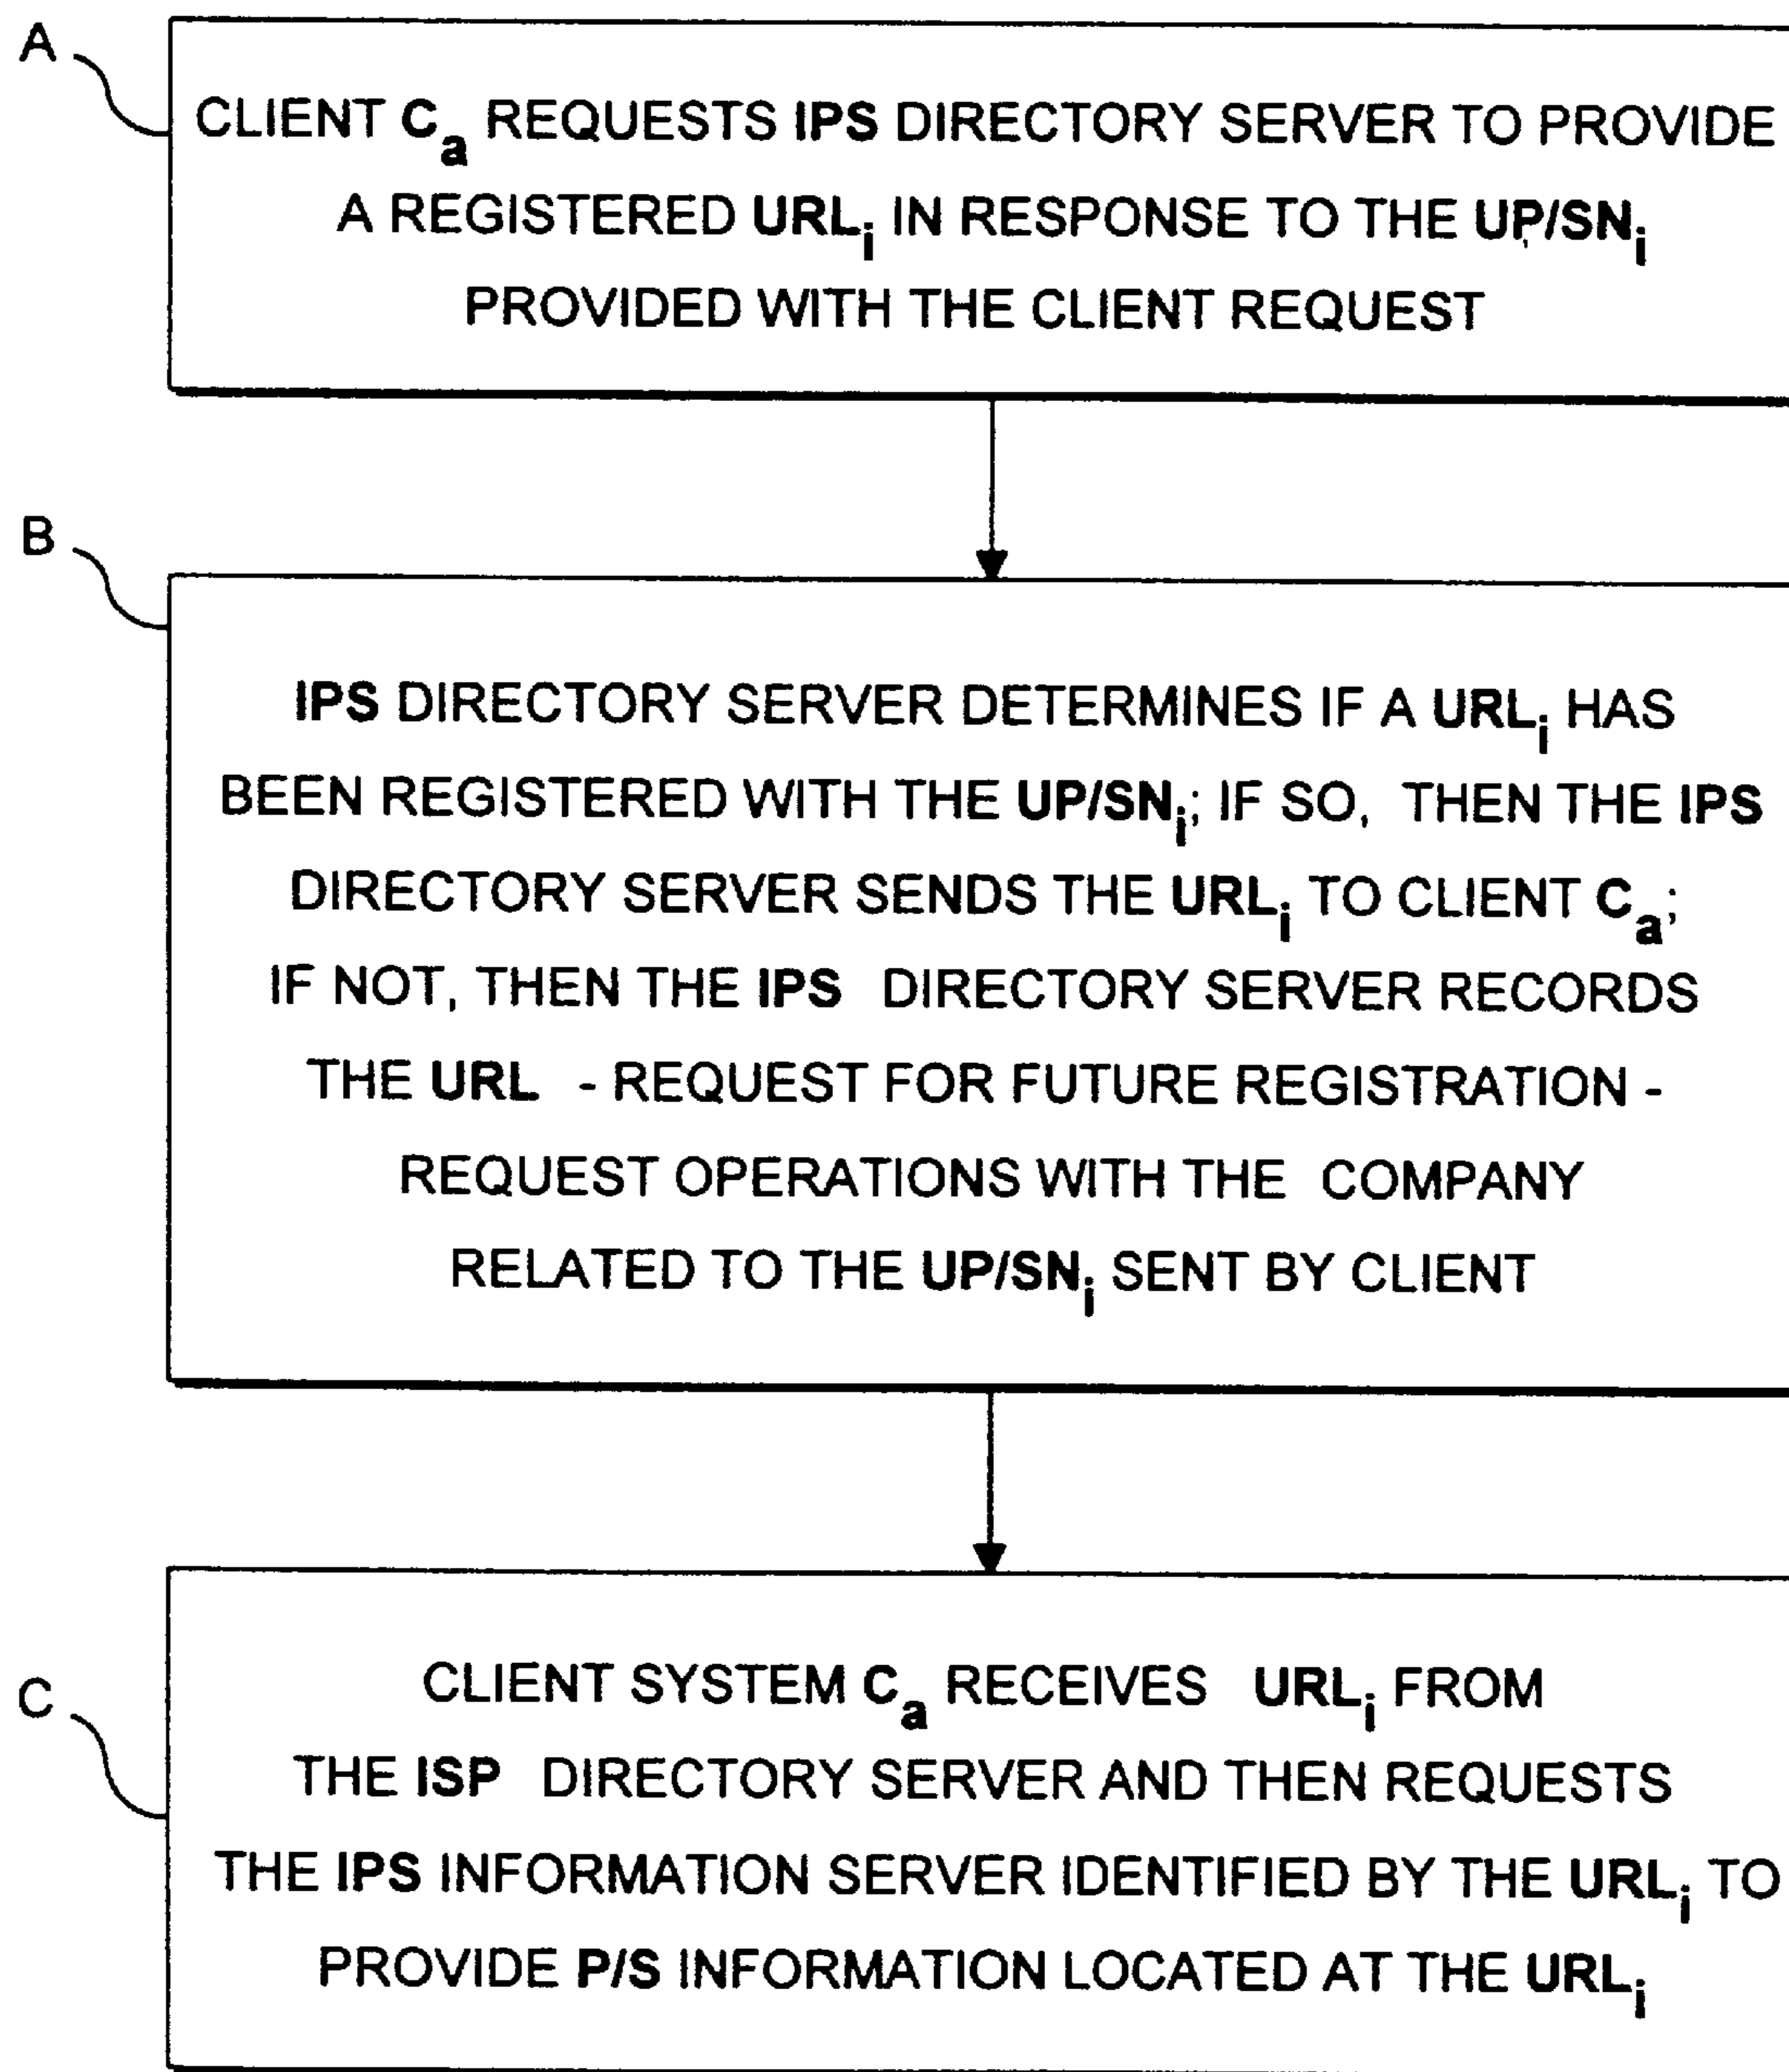 A
CLIENT Ca REQUESTS IPS DIRECTORY SERVER TO PROVIDE
A REGISTERED URLi IN RESPONSE TO THE UP/SNi
PROVIDED WITH THE CLIENT REQUEST
B
IPS DIRECTORY SERVER DETERMINES IF A URLi HAS
BEEN REGISTERED WITH THE UP/SNi; IF SO, THEN THE IPS
DIRECTORY SERVER SENDS THE URLi TO CLIENT Ca;
IF NOT, THEN THE IPS DIRECTORY SERVER RECORDS
THE URL - REQUEST FOR FUTURE REGISTRATION -
REQUEST OPERATIONS WITH THE COMPANY
RELATED TO THE UP/SNi SENT BY CLIENT
C
CLIENT SYSTEM Ca RECEIVES URLi FROM
THE ISP DIRECTORY SERVER AND THEN REQUESTS
THE IPS INFORMATION SERVER IDENTIFIED BY THE URLi TO
PROVIDE P/S INFORMATION LOCATED AT THE URLi